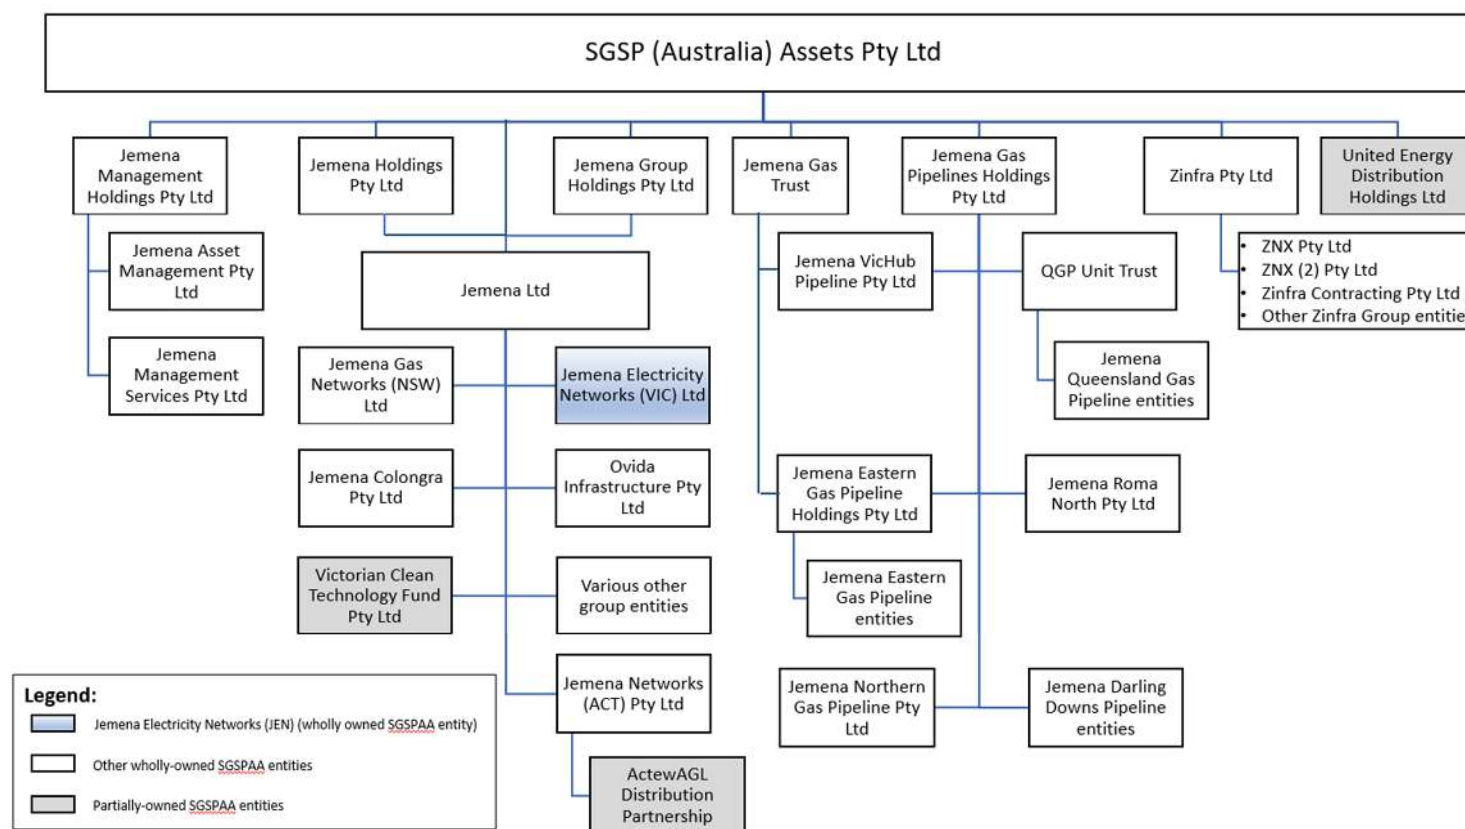 SGSP (Australia) Assets Pty Ltd
Jemena
Management
Holdings Pty Ltd
Jemena Holdings
Pty Ltd
Jemena Group
Holdings Pty Ltd
Jemena Gas
Trust
Jemena Gas
Pipelines Holdings
Pty Ltd
Zinfra Pty Ltd
United Energy
Distribution
Holdings Ltd
Jemena Asset
Management Pty
Ltd
Jemena
Management
Services Pty Ltd
Jemena Ltd
Jemena Gas
Networks (NSW)
Ltd
Jemena Electricity
Networks (VIC) Ltd
Jemena Colongra
Pty Ltd
Ovida
Infrastructure Pty
Ltd
Victorian Clean
Technology Fund
Pty Ltd
Various other
group entities
Jemena Networks
(ACT) Pty Ltd
ActewAGL
Distribution
Partnership
Jemena VicHub
Pipeline Pty Ltd
QGP Unit Trust
Jemena
Queensland Gas
Pipeline entities
Jemena Eastern
Gas Pipeline
Holdings Pty Ltd
Jemena Roma
North Pty Ltd
Jemena Eastern
Gas Pipeline
entities
Jemena Northern
Gas Pipeline Pty
Ltd
Jemena Darling
Downs Pipeline
entities
• ZNX Pty Ltd
• ZNX (2) Pty Ltd
• Zinfra Contracting Pty Ltd
• Other Zinfra Group entitie
Legend:
Jemena Electricity Networks (JEN) (wholly owned SGSPAA entity)
Other wholly-owned SGSPAA entities
Partially-owned SGSPAA entities